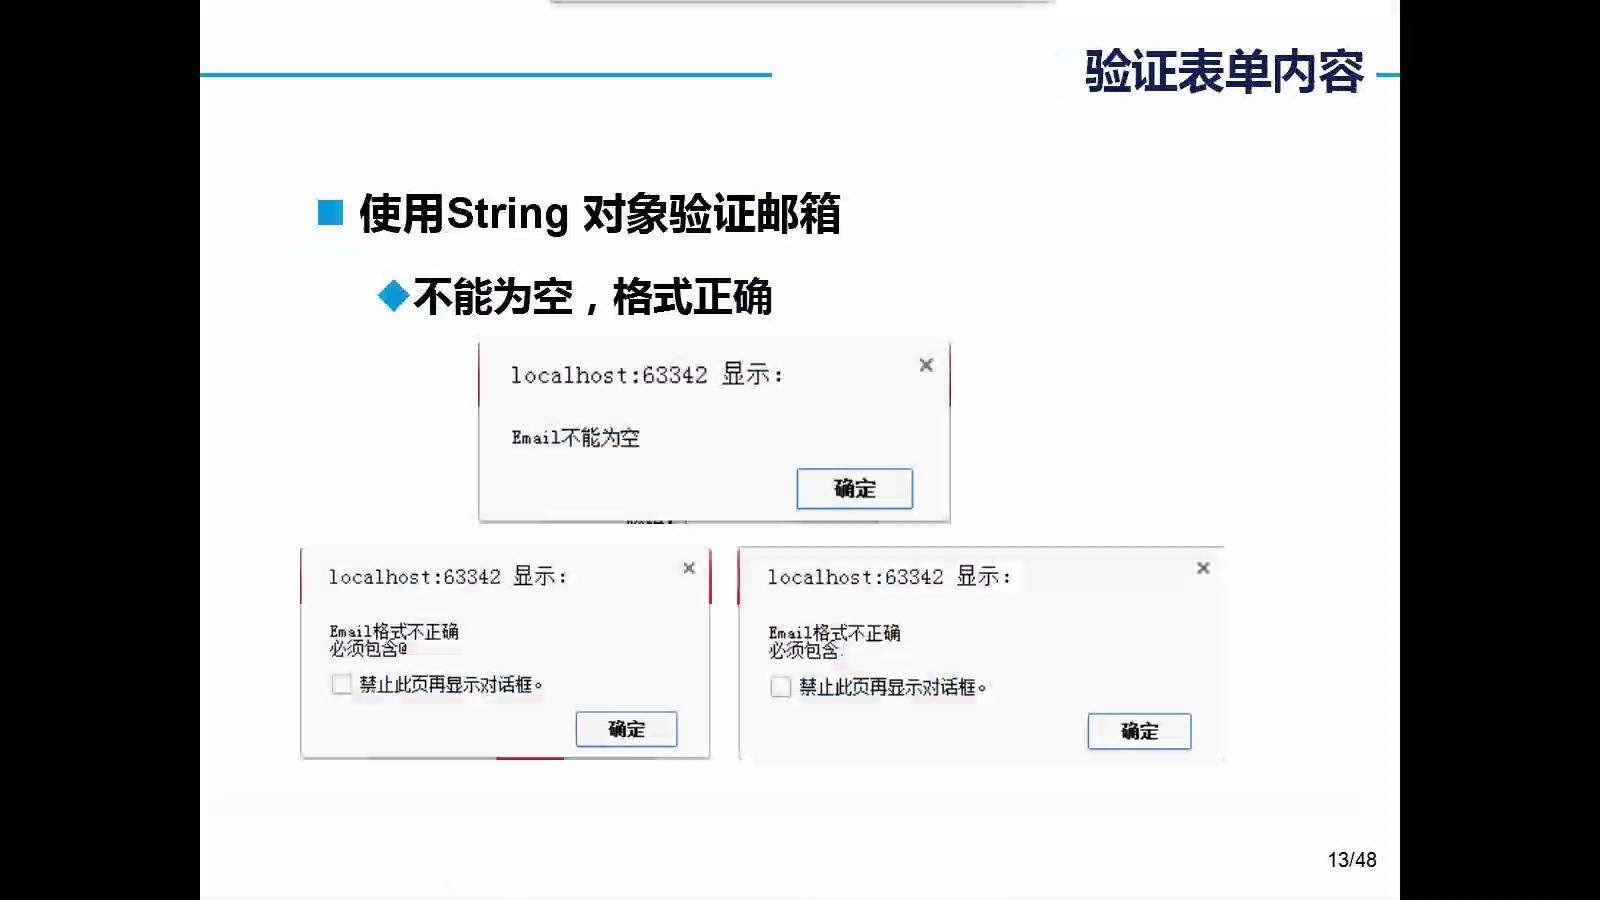 验证表单内容
使用String 对象验证邮箱
不能为空，格式正确
localhost:63342 显示：
Email不能为空
确定
localhost:63342 显示：
Email格式不正确
必须包含@
禁止此页再显示对话框。
确定
localhost:63342 显示：
Email格式不正确
必须包含.
禁止此页再显示对话框。
确定
13/48